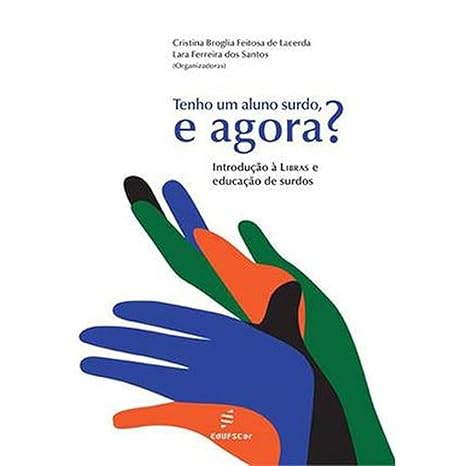 Cristina Broglia Feitosa de Lacerda
Lara Ferreira dos Santos
(Organizadoras)
Tenho um aluno surdo,
e agora?
Introdução à LIBRAS e
educação de surdos
EdUFSCar